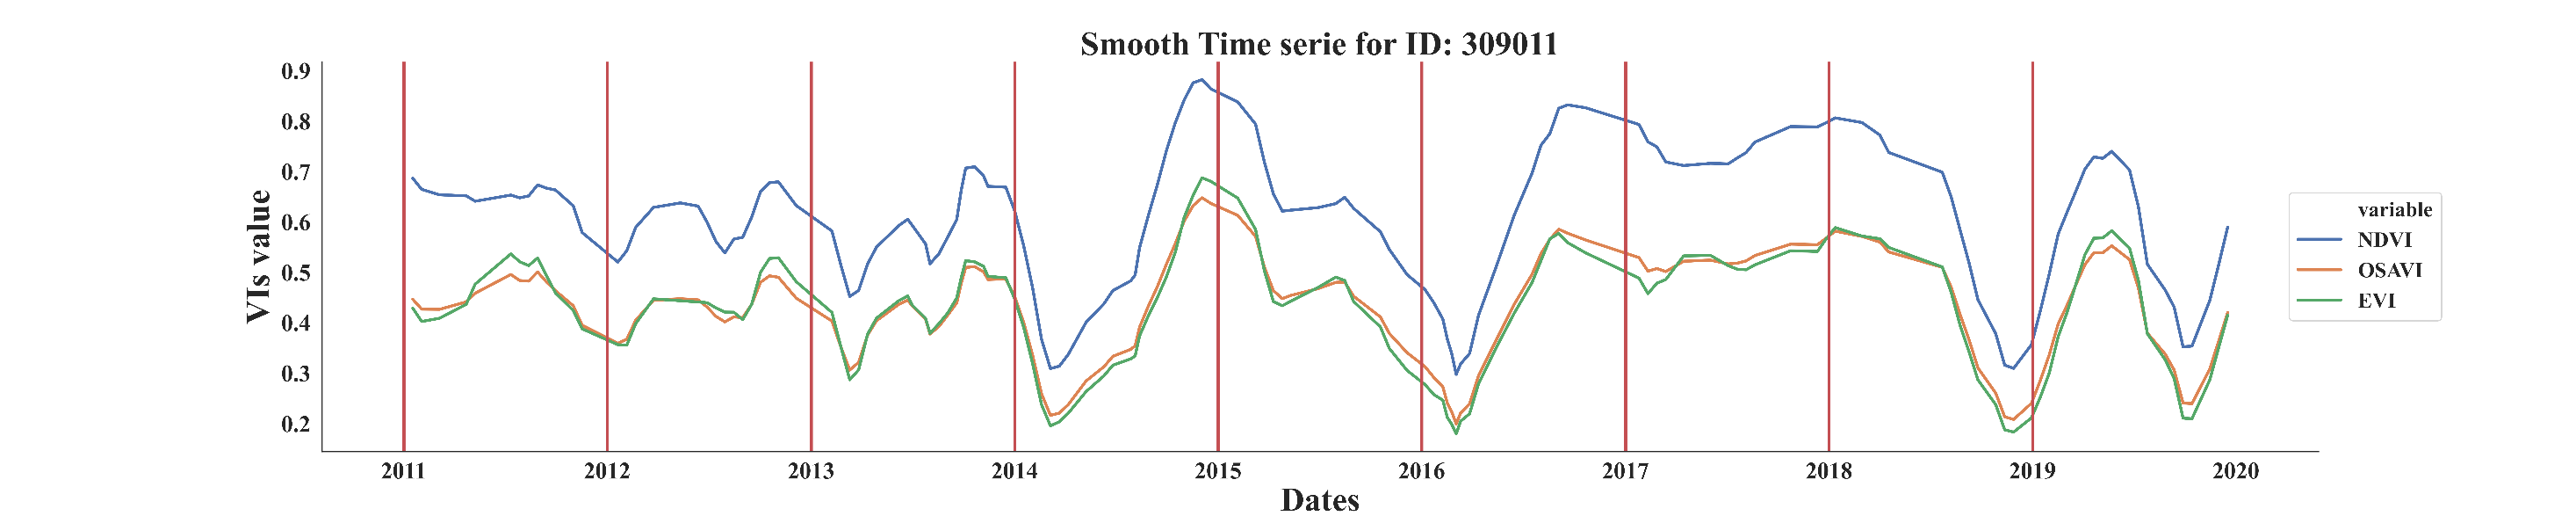 Smooth Time serie for ID: 309011
VIs value
0.9
0.8
0.7
0.6
0.5
0.4
0.3
0.2
2011 2012 2013 2014 2015 2016 2017 2018 2019 2020
Dates
variable
NDVI
OSAVI
EVI